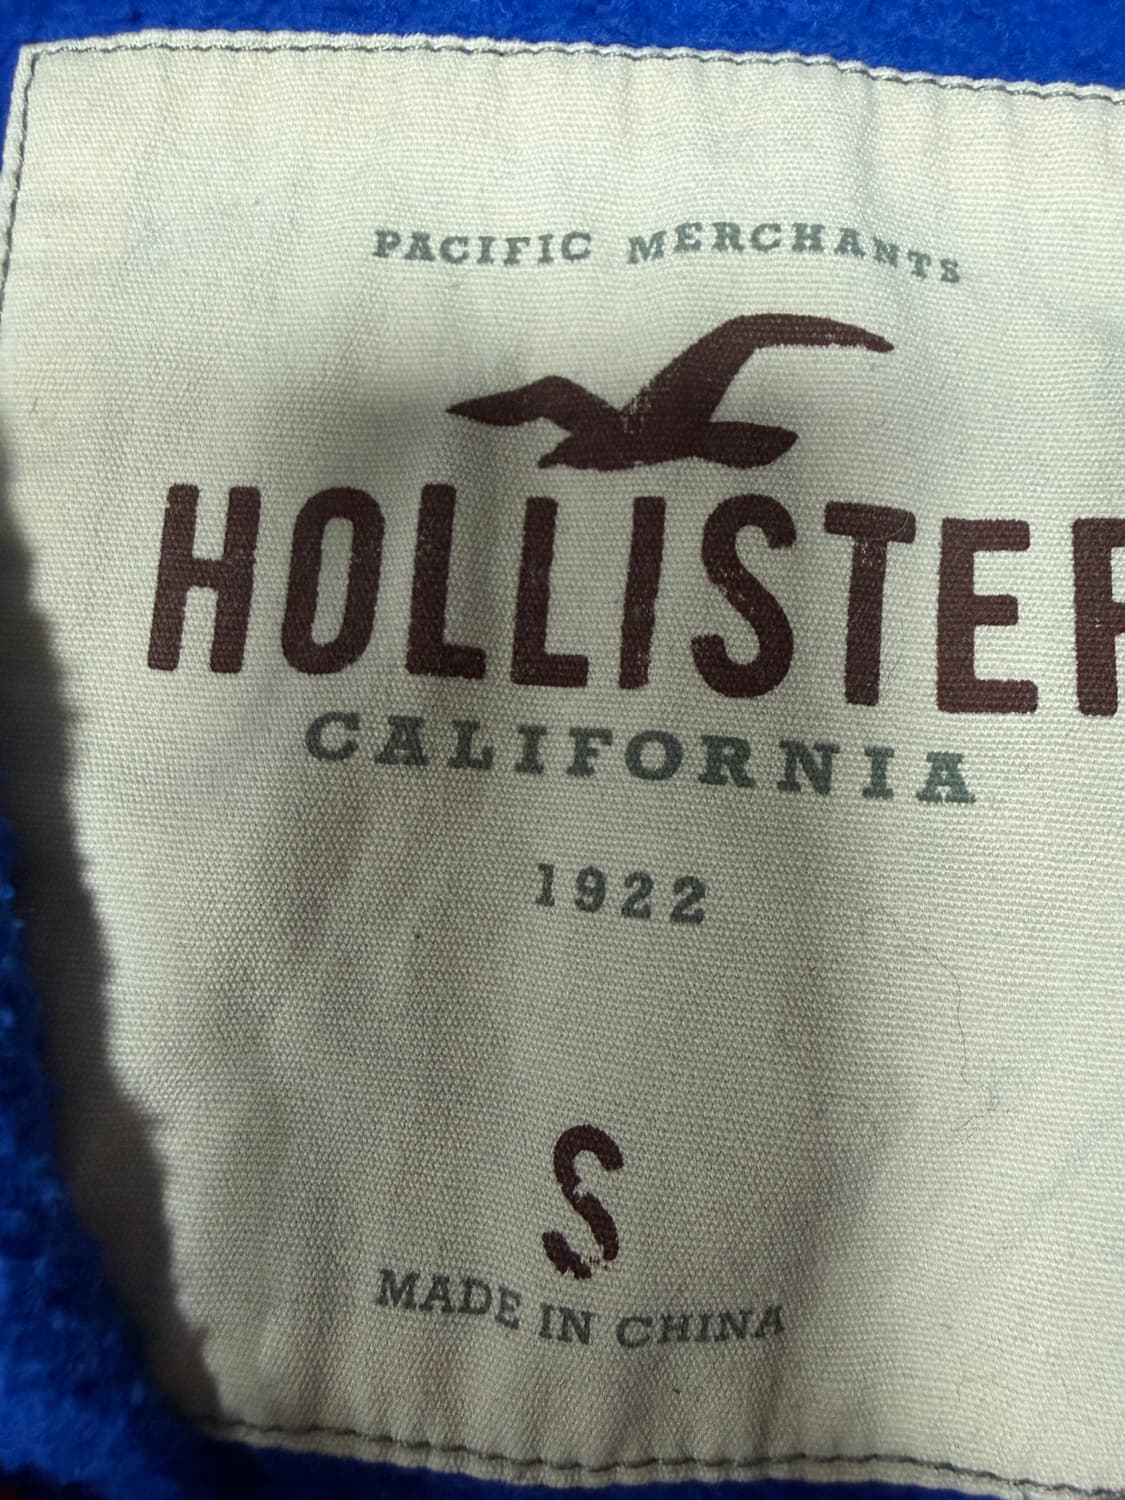 PACIFIC MERCHANTS
HOLLISTER
CALIFORNIA
1922
S
MADE IN CHINA